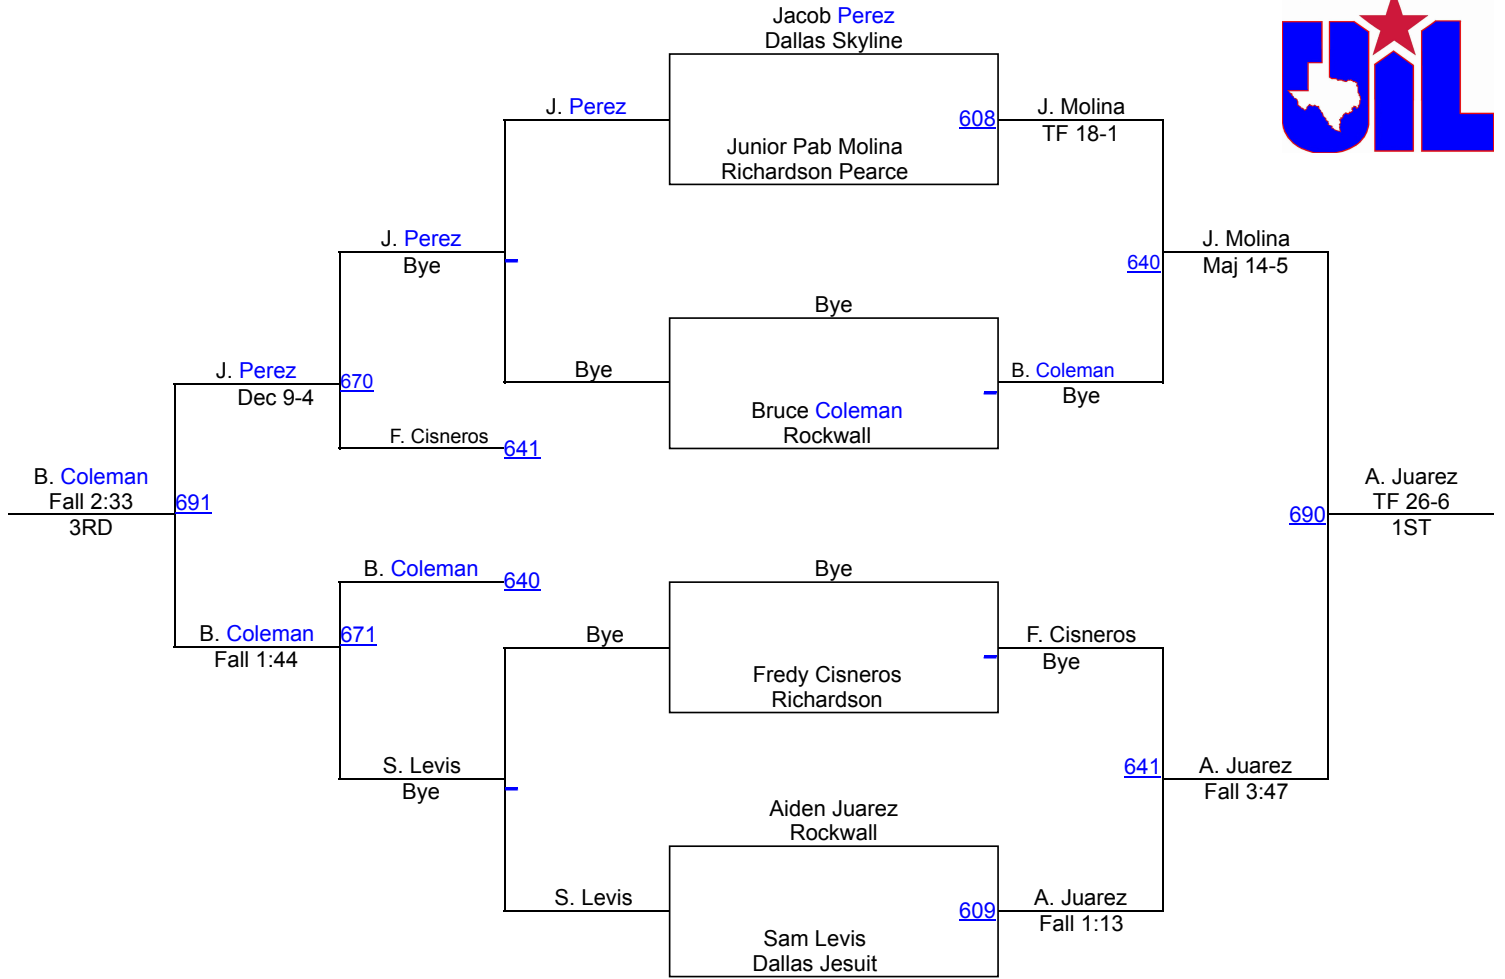 Jacob Perez
Dallas Skyline
UIL
J. Perez
608
J. Molina
TF 18-1
Junior Pab Molina
Richardson Pearce
J. Perez
Bye
J. Molina
Maj 14-5
640
Bye
J. Perez
Dec 9-4
670
Bye
B. Coleman
Bye
Bruce Coleman
Rockwall
F. Cisneros
641
B. Coleman
Fall 2:33
3RD
691
690
A. Juarez
TF 26-6
1ST
B. Coleman
640
Bye
B. Coleman
Fall 1:44
671
Bye
F. Cisneros
Bye
Fredy Cisneros
Richardson
S. Levis
Bye
641
A. Juarez
Fall 3:47
Aiden Juarez
Rockwall
S. Levis
609
A. Juarez
Fall 1:13
Sam Levis
Dallas Jesuit